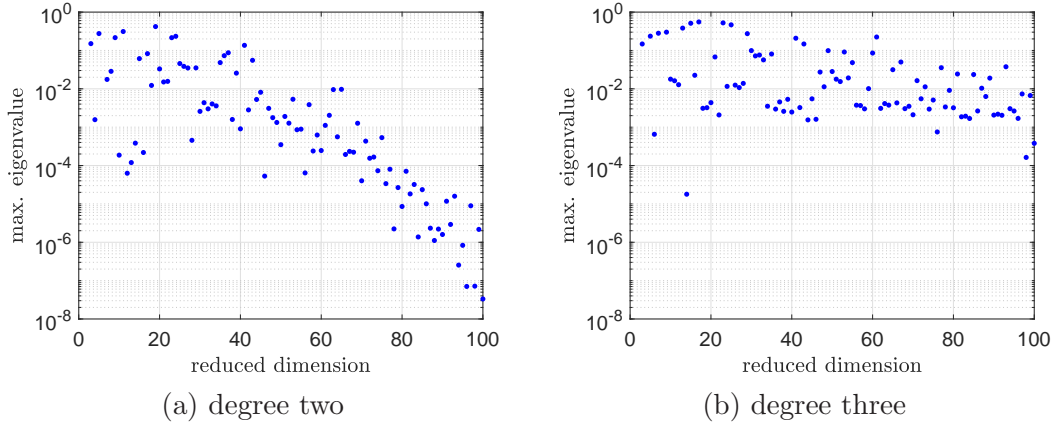 10^0
10^-2
10^-4
10^-6
10^-8
max. eigenvalue
0 20 40 60 80 100
reduced dimension
(a) degree two
10^0
10^-2
10^-4
10^-6
10^-8
max. eigenvalue
0 20 40 60 80 100
reduced dimension
(b) degree three